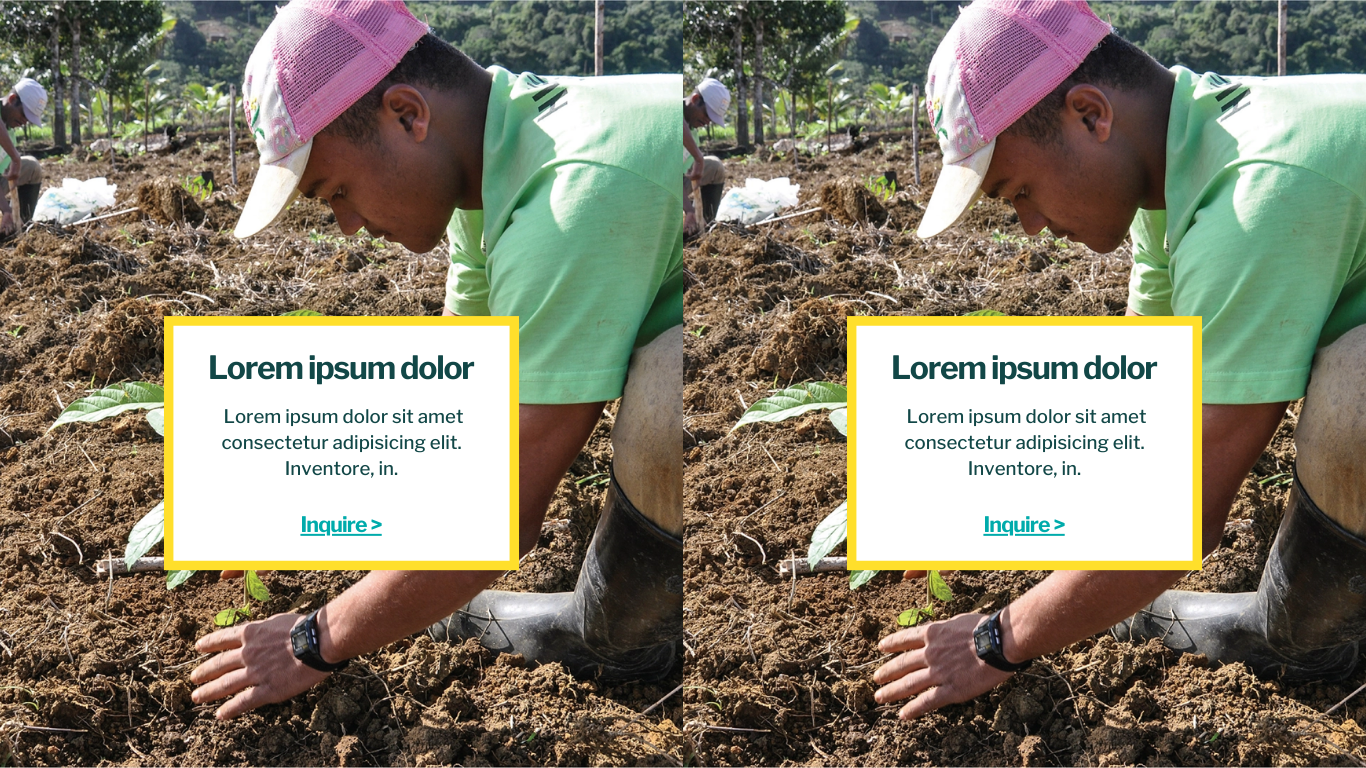 Lorem ipsum dolor
Lorem ipsum dolor sit amet
consectetur adipisicing elit.
Inventore, in.
Inquire >
Lorem ipsum dolor
Lorem ipsum dolor sit amet
consectetur adipisicing elit.
Inventore, in.
Inquire >